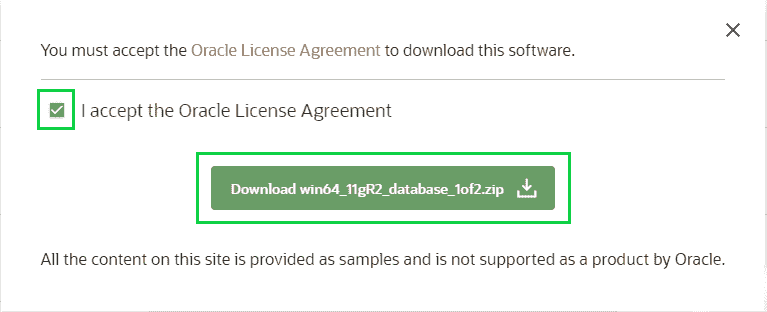 You must accept the Oracle License Agreement to download this software.
I accept the Oracle License Agreement
Download win64_11gR2_database_1of2.zip
All the content on this site is provided as samples and is not supported as a product by Oracle.